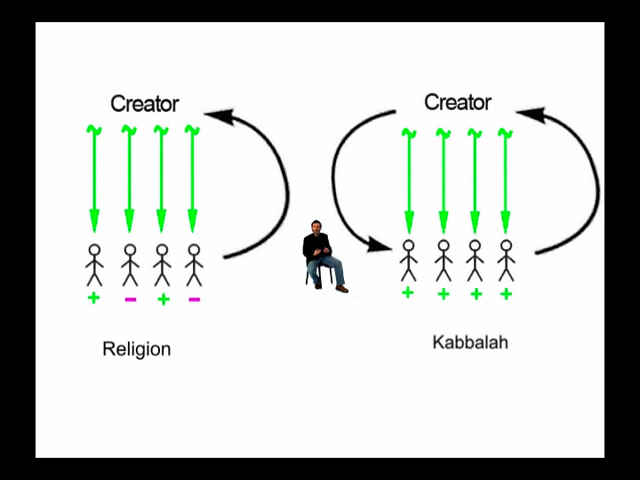 Creator
+ - + -
Religion
Creator
+ + + +
Kabbalah